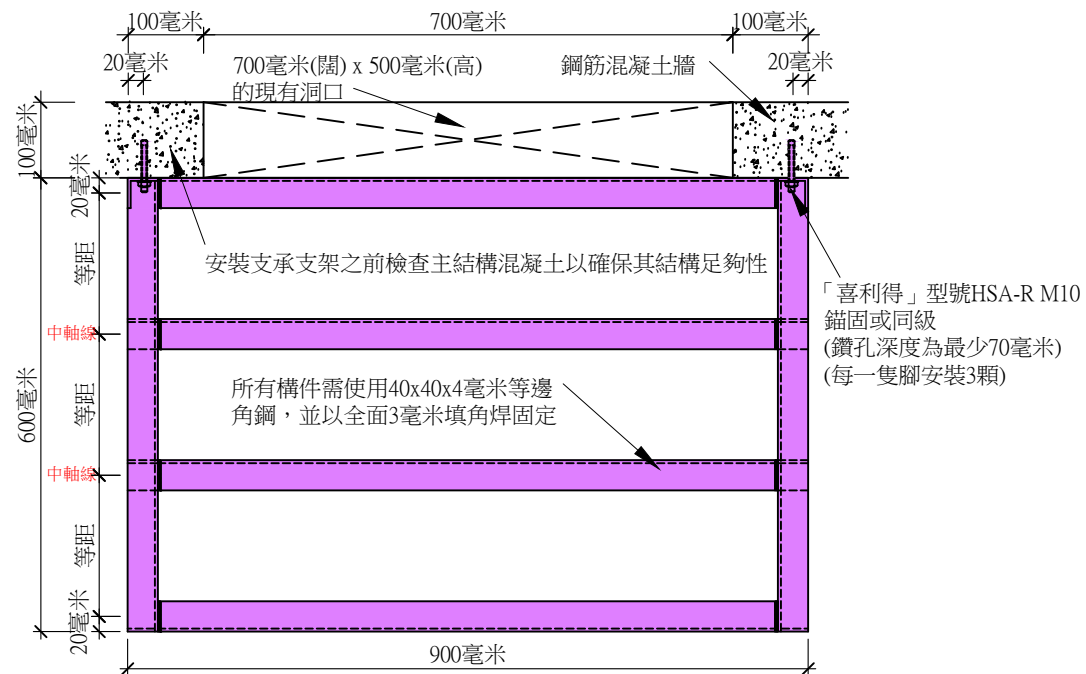 100毫米
700毫米
100毫米
20毫米
700毫米(闊) x 500毫米(高)
的現有洞口
鋼筋混凝土牆
20毫米
100毫米
20毫米
安裝支承支架之前檢查主結構混凝土以確保其結構足夠性
等距
「喜利得」型號HSA-R M10
錨固或同級
(鑽孔深度為最少70毫米)
(每一隻腳安裝3顆)
中軸線
600毫米
等距
所有構件需使用40x40x4毫米等邊
角鋼，並以全面3毫米填角焊固定
中軸線
等距
20毫米
900毫米